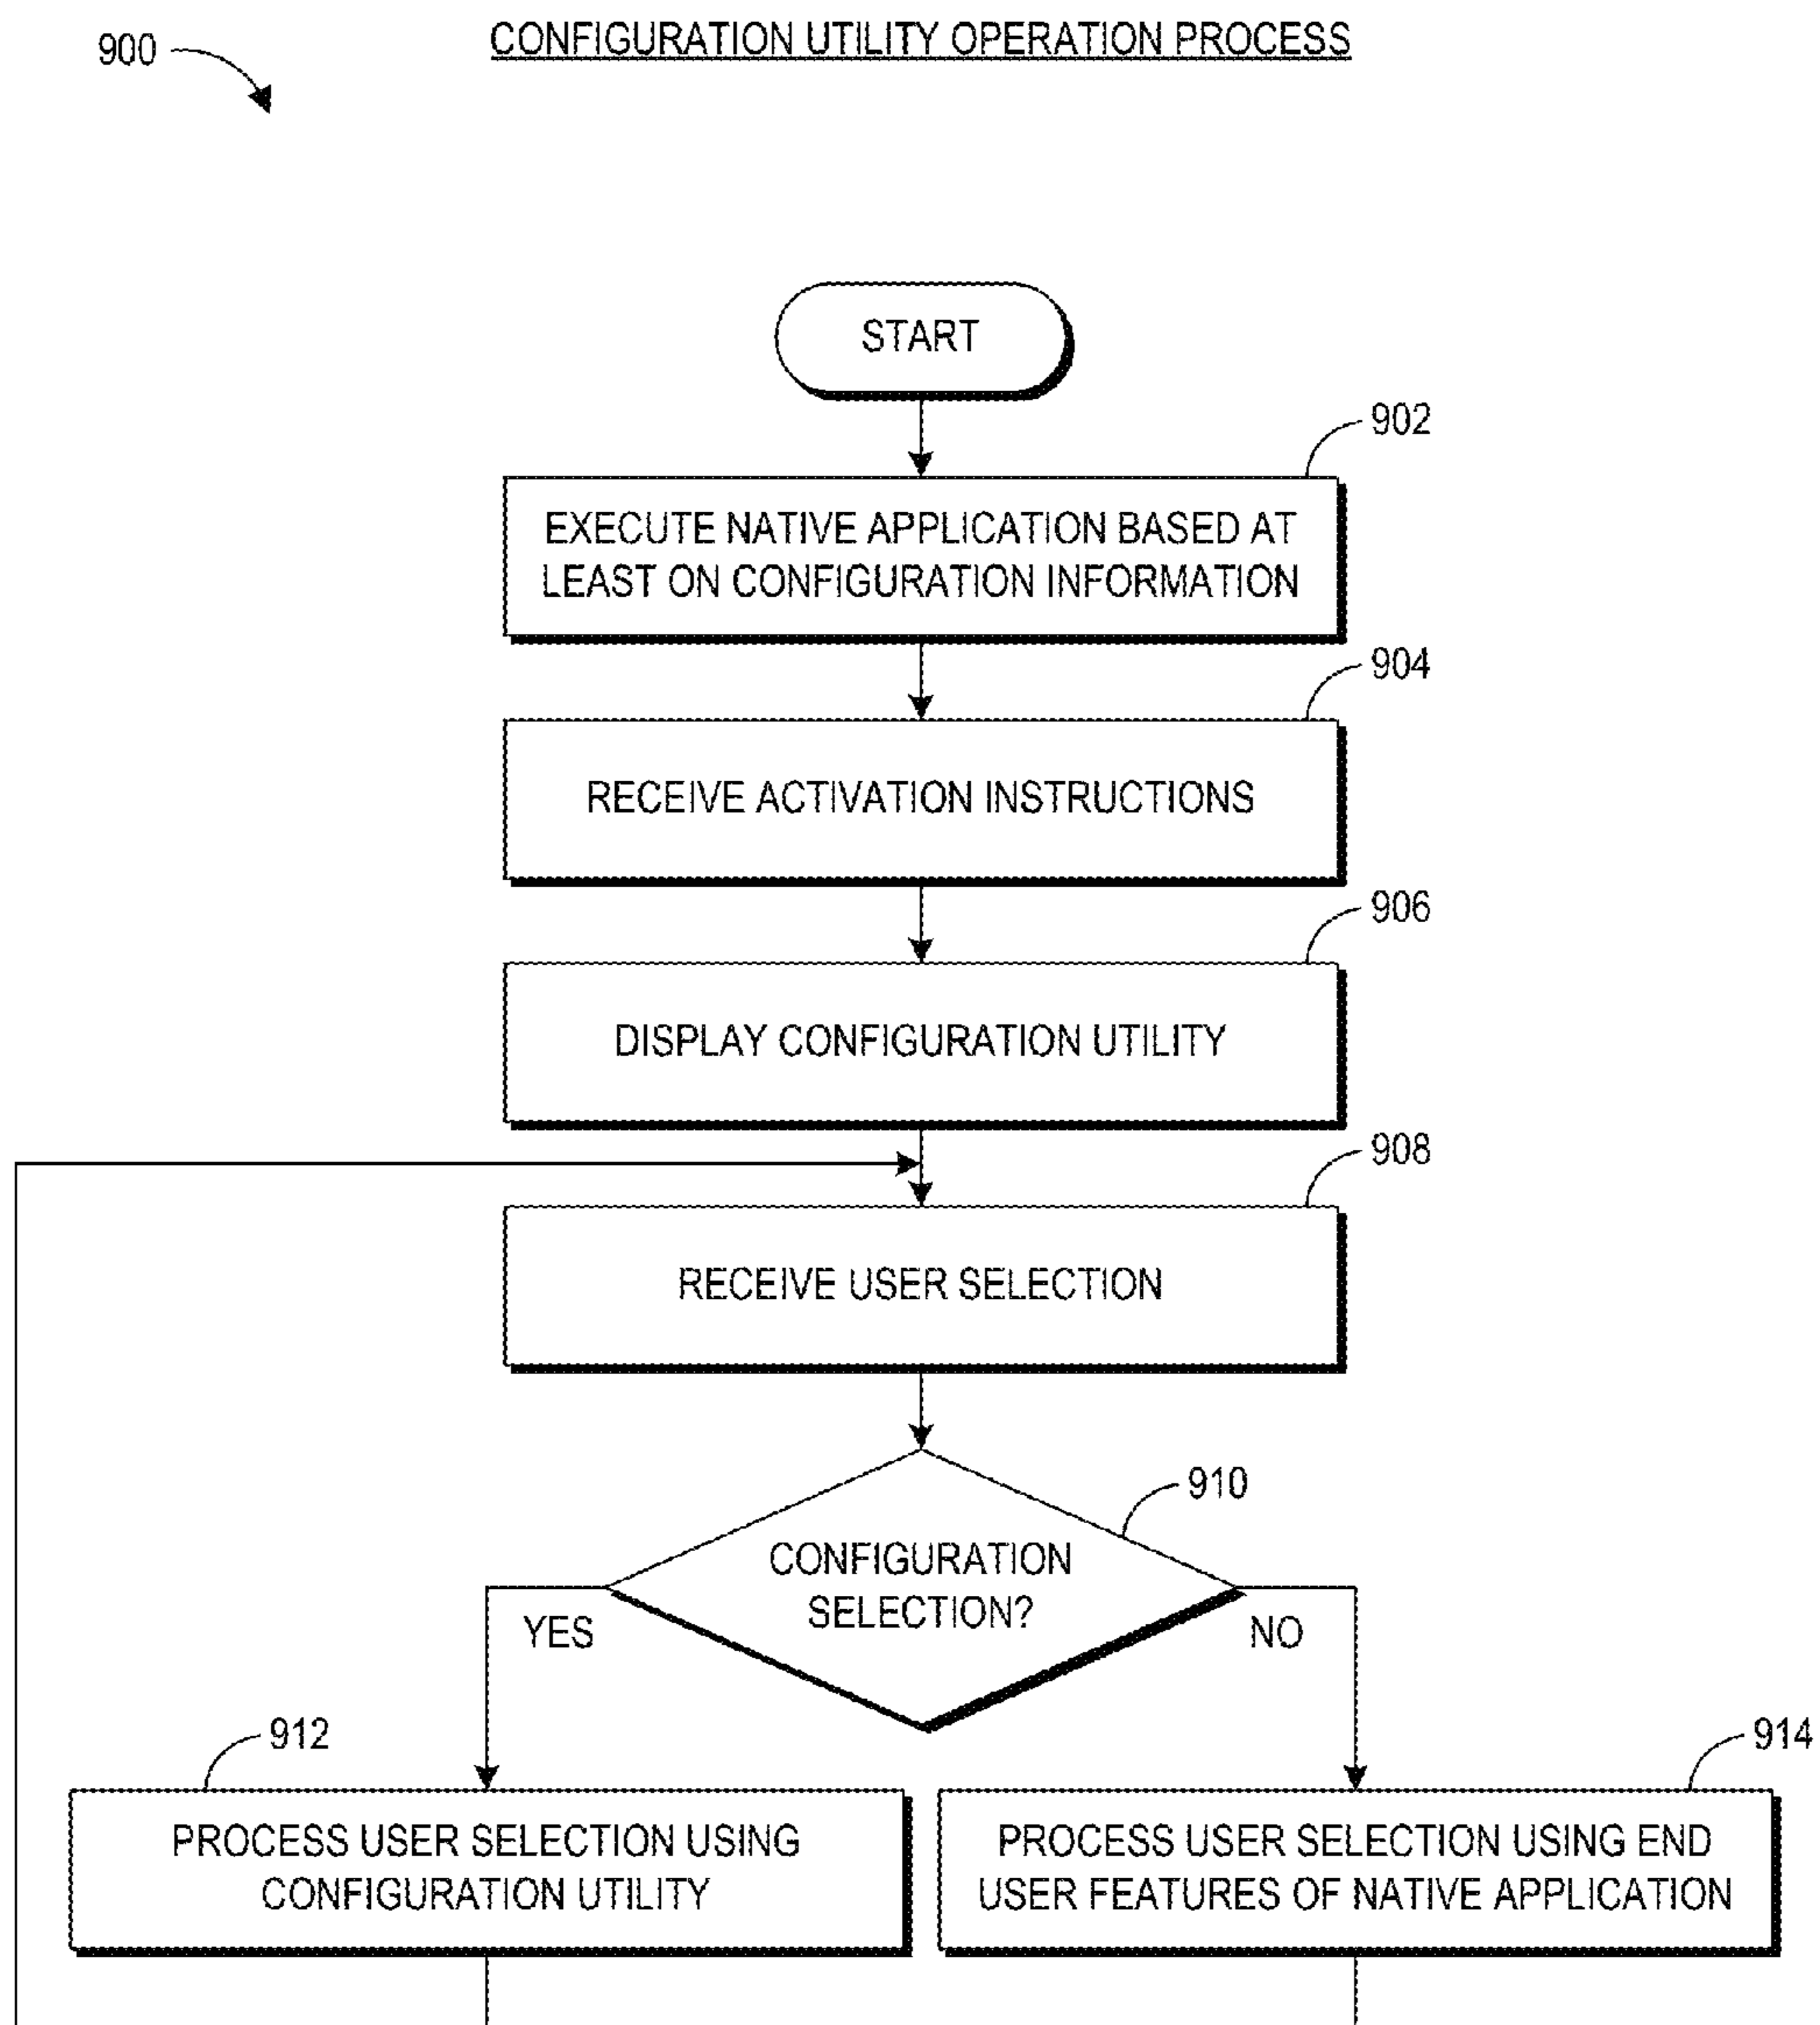 CONFIGURATION UTILITY OPERATION PROCESS
900
START
902
EXECUTE NATIVE APPLICATION BASED AT
LEAST ON CONFIGURATION INFORMATION
904
RECEIVE ACTIVATION INSTRUCTIONS
906
DISPLAY CONFIGURATION UTILITY
908
RECEIVE USER SELECTION
910
CONFIGURATION
SELECTION?
YES
NO
912
PROCESS USER SELECTION USING
CONFIGURATION UTILITY
914
PROCESS USER SELECTION USING END
USER FEATURES OF NATIVE APPLICATION